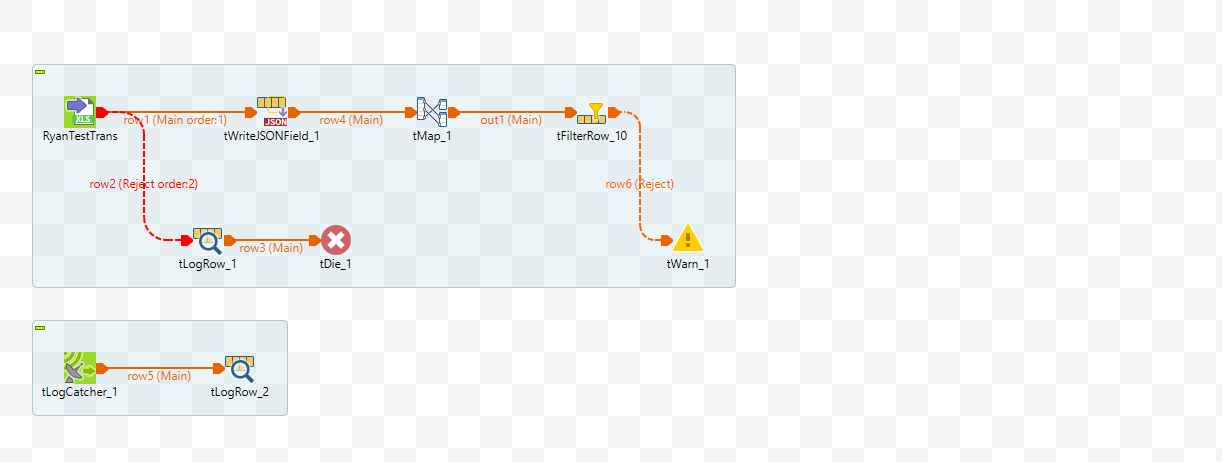 XLS
JSON
row1 (Main order:1)
row4 (Main)
out1 (Main)
RyanTestTrans
tWriteJSONField_1
tMap_1
tFilterRow_10
row2 (Reject order:2)
row6 (Reject)
row3 (Main)
tLogRow_1
tDie_1
tWarn_1
row5 (Main)
tLogCatcher_1
tLogRow_2